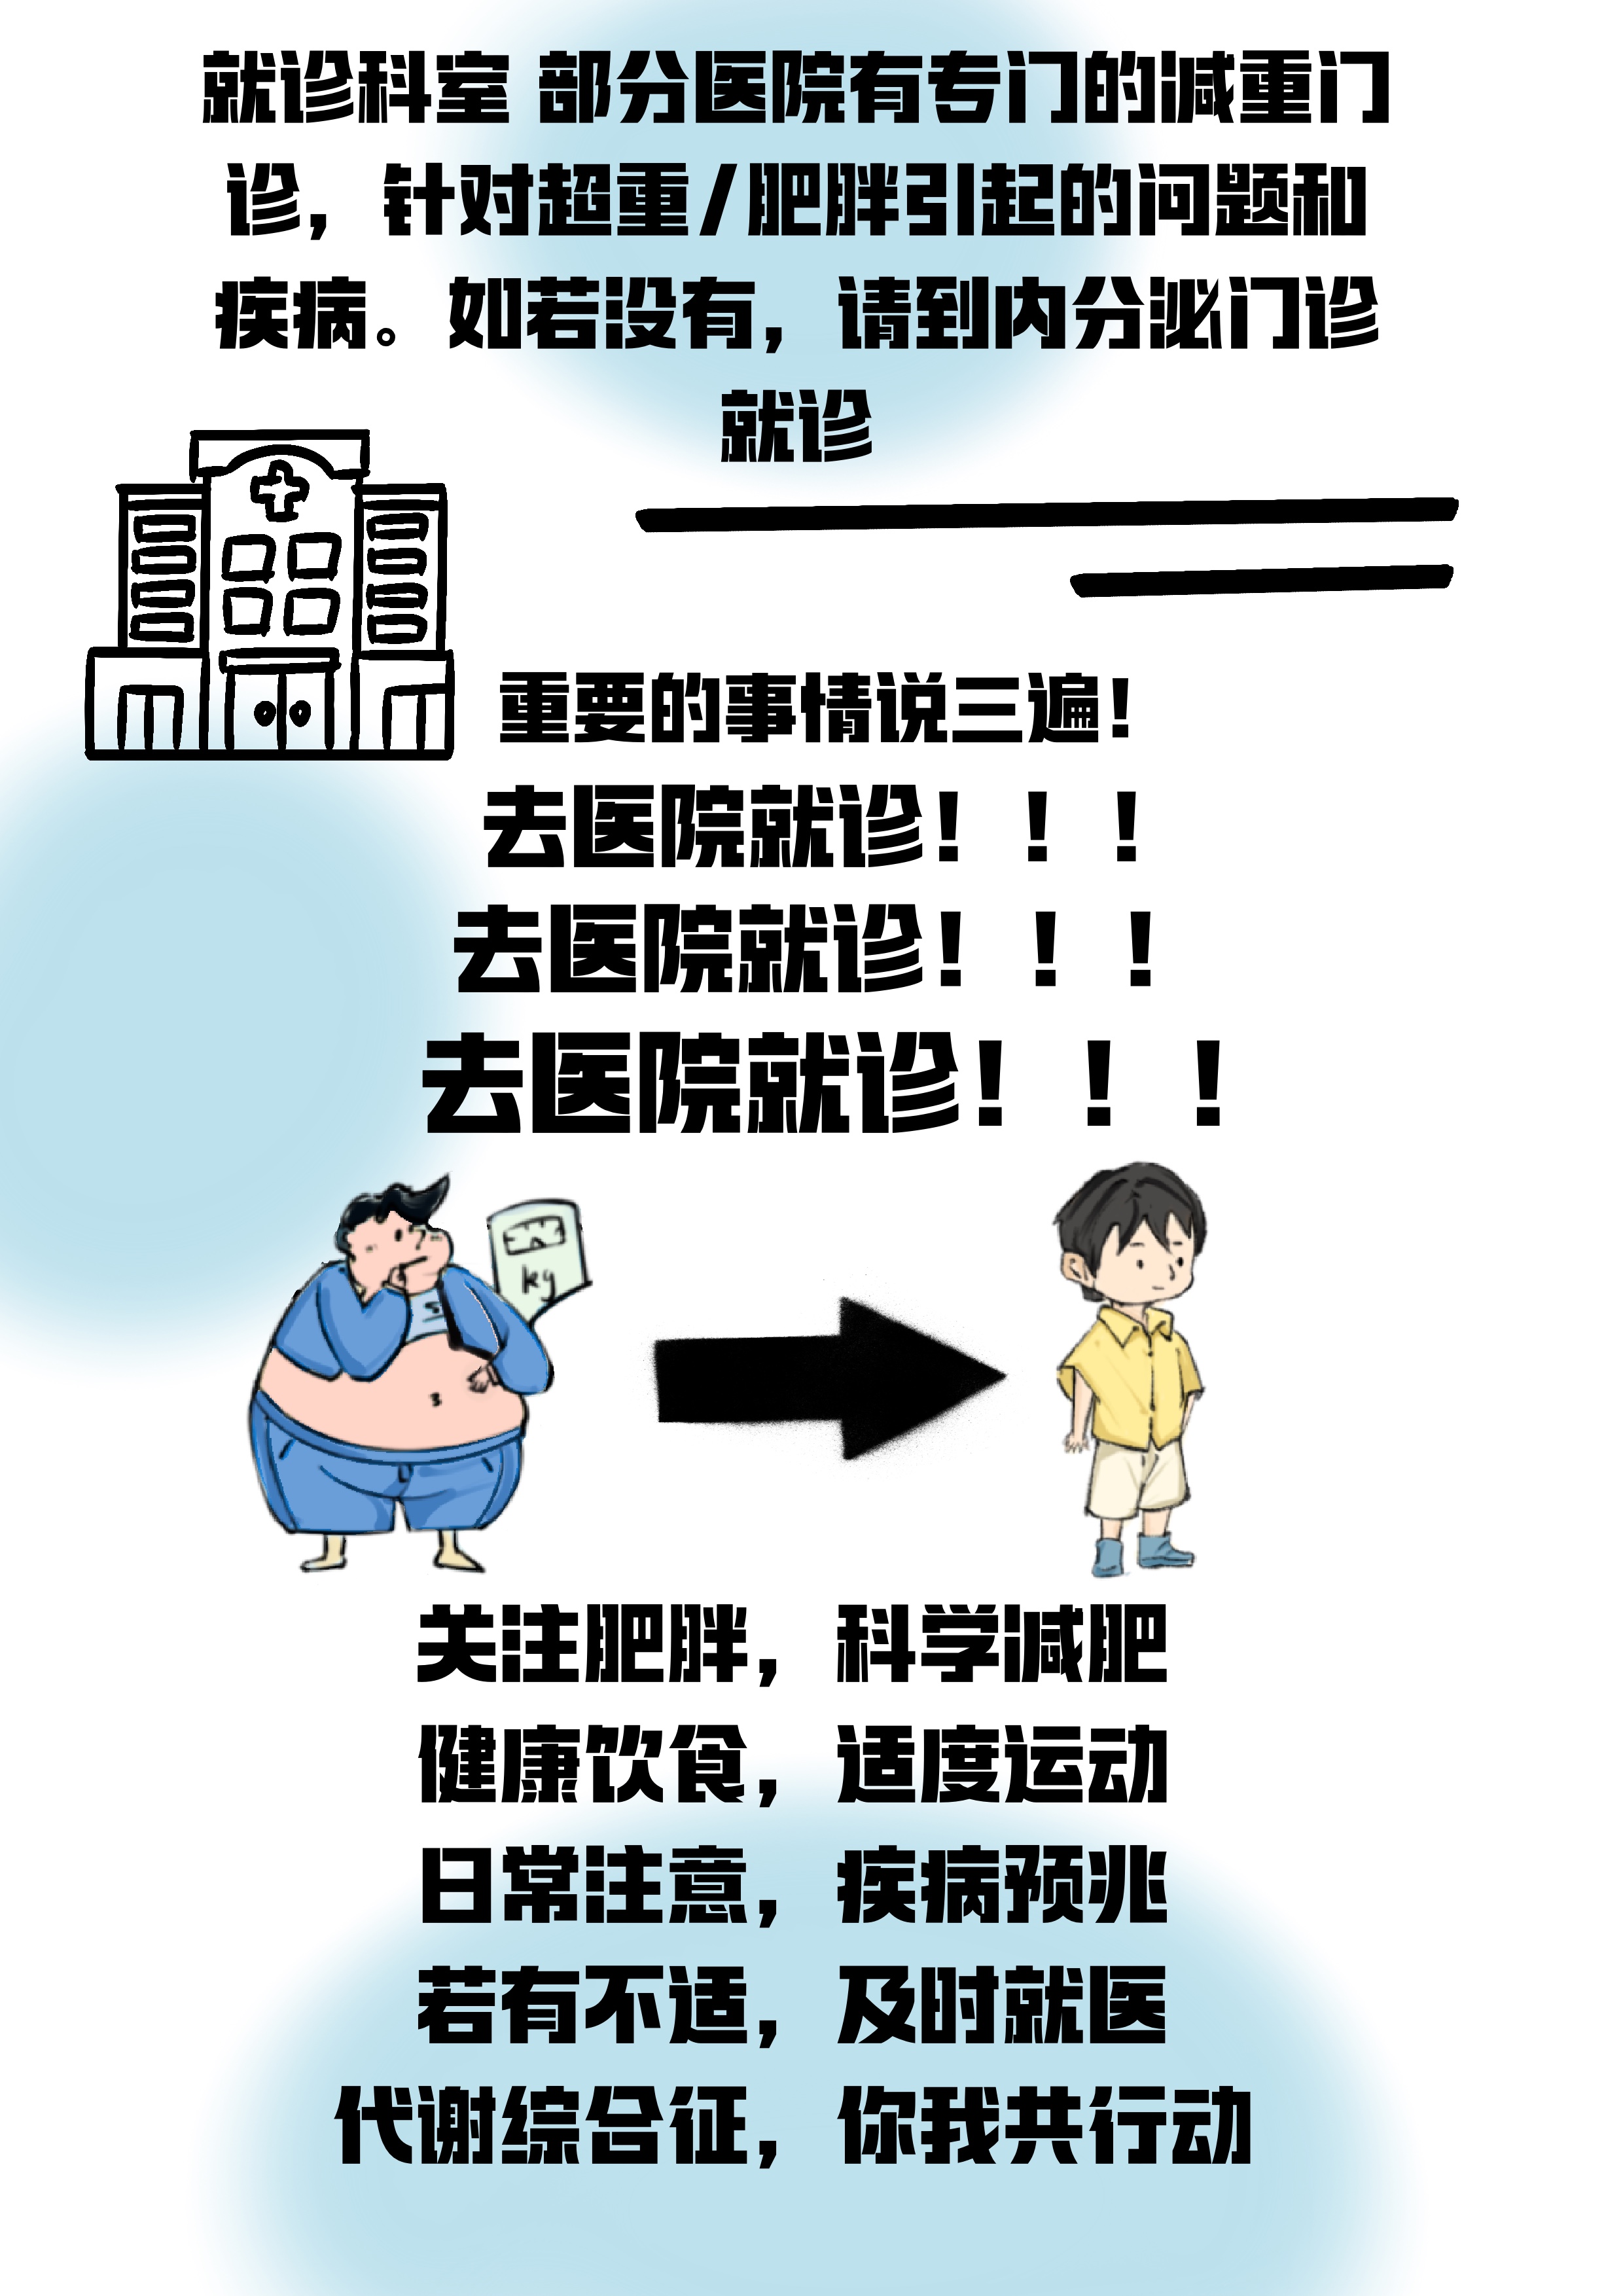 就诊科室 部分医院有专门的减重门
诊，针对超重/肥胖引起的问题和
疾病。如若没有，请到内分泌门诊
就诊
重要的事情说三遍！
去医院就诊！！！
去医院就诊！！！
去医院就诊！！！
kg
关注肥胖，科学减肥
健康饮食，适度运动
日常注意，疾病预兆
若有不适，及时就医
代谢综合征，你我共行动